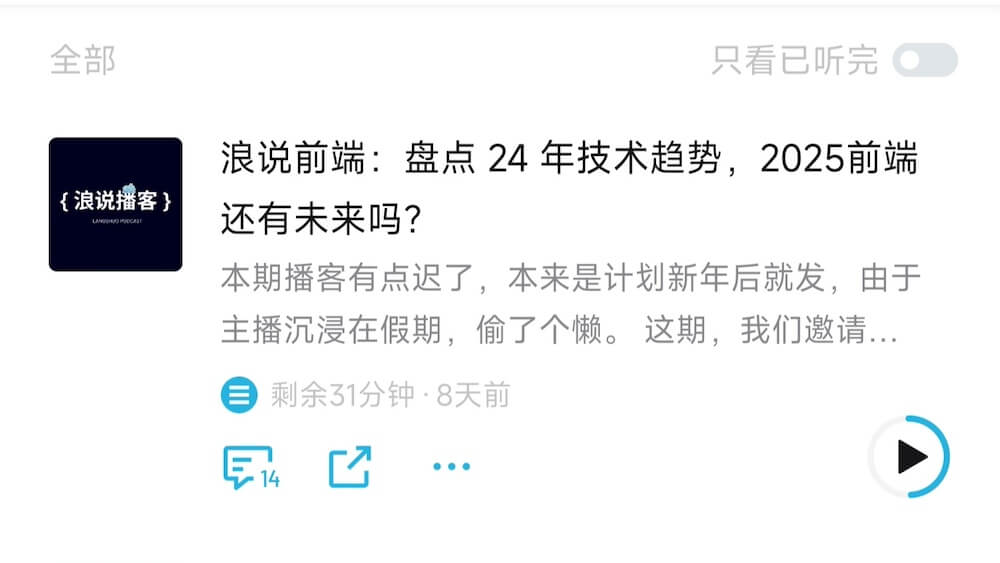 全部
只看已听完
{ 浪说播客 }
LANGSHUO PODCAST
浪说前端：盘点 24 年技术趋势，2025前端
还有未来吗？
本期播客有点迟了，本来是计划新年后就发，由于
主播沉浸在假期，偷了个懒。 这期，我们邀请...
剩余31分钟 · 8天前
14